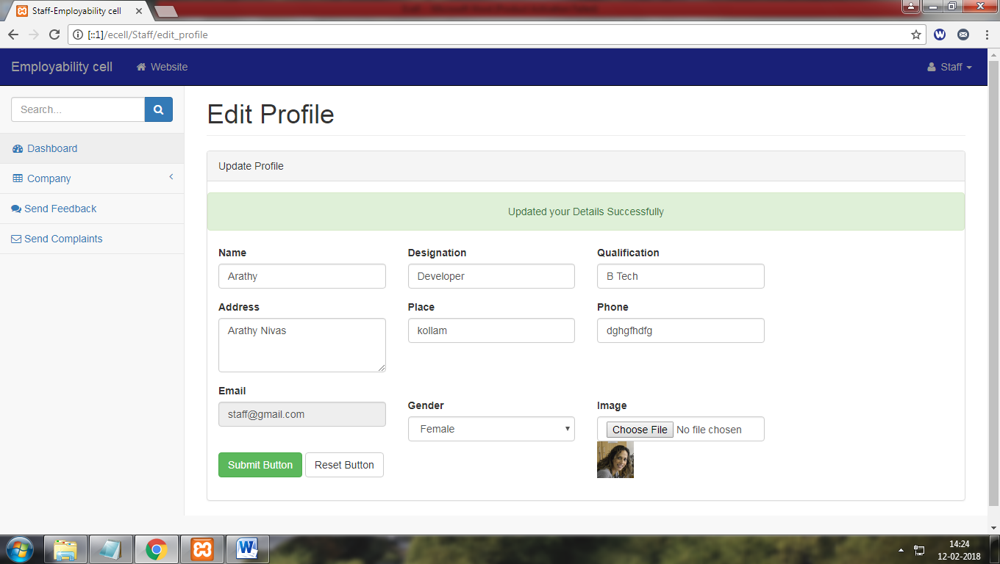 Staff-Employability cell
[::1]/ecell/Staff/edit_profile
Employability cell Website Staff
Search...
Edit Profile
Dashboard
Company
Send Feedback
Send Complaints
Update Profile
Updated your Details Successfully
Name Designation Qualification
Arathy Developer B Tech
Address Place Phone
Arathy Nivas kollam dghgfhdfg
Email
staff@gmail.com
Gender Image
Female Choose File No file chosen
Submit Button Reset Button
14:24
12-02-2018